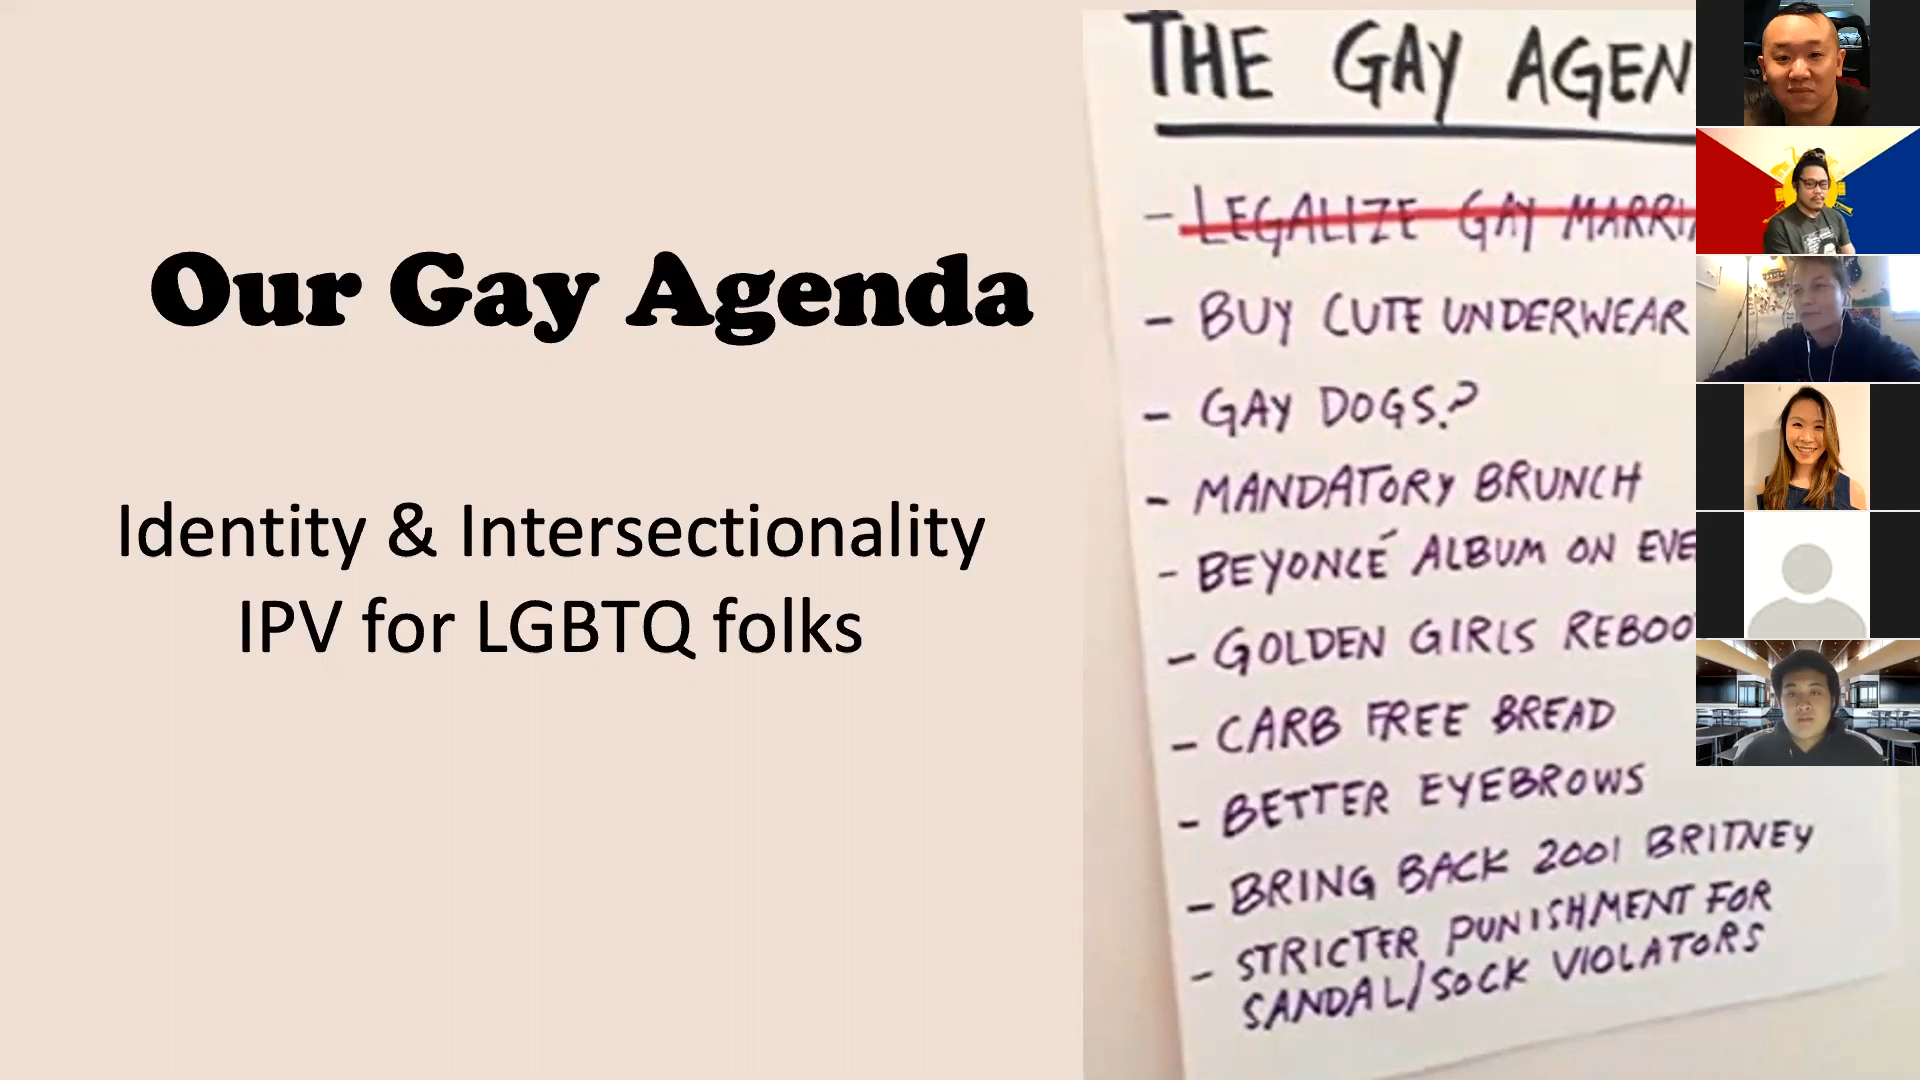 Our Gay Agenda
Identity & Intersectionality
IPV for LGBTQ folks
THE GAY AGEN
- LEGALIZE GAY MARRI
- BUY CUTE UNDERWEAR
- GAY DOGS?
- MANDATORY BRUNCH
- BEYONCÉ ALBUM ON EVE
- GOLDEN GIRLS REBOO
- CARB FREE BREAD
- BETTER EYEBROWS
- BRING BACK 2001 BRITNEY
- STRICTER PUNISHMENT FOR
SANDAL/SOCK VIOLATORS